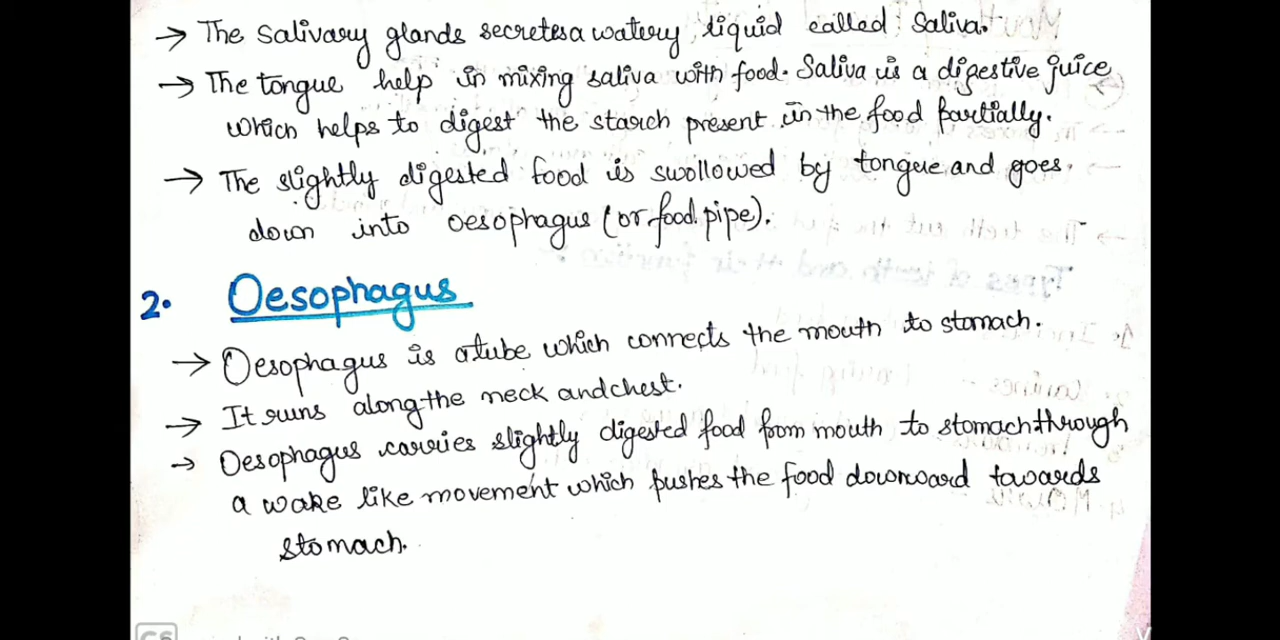 → The salivary glands secretes a watery liquid called Saliva.
→ The tongue help in mixing saliva with food. Saliva is a digestive juice
which helps to digest the starch present in the food partially.
→ The slightly digested food is swollowed by tongue and goes
down into oesophagus (or food pipe).
2. Oesophagus
→ Oesophagus is a tube which connects the mouth to stomach.
→ It runs along the neck and chest.
→ Oesophagus carries slightly digested food from mouth to stomach through
a wake like movement which pushes the food downward towards
stomach.
CS